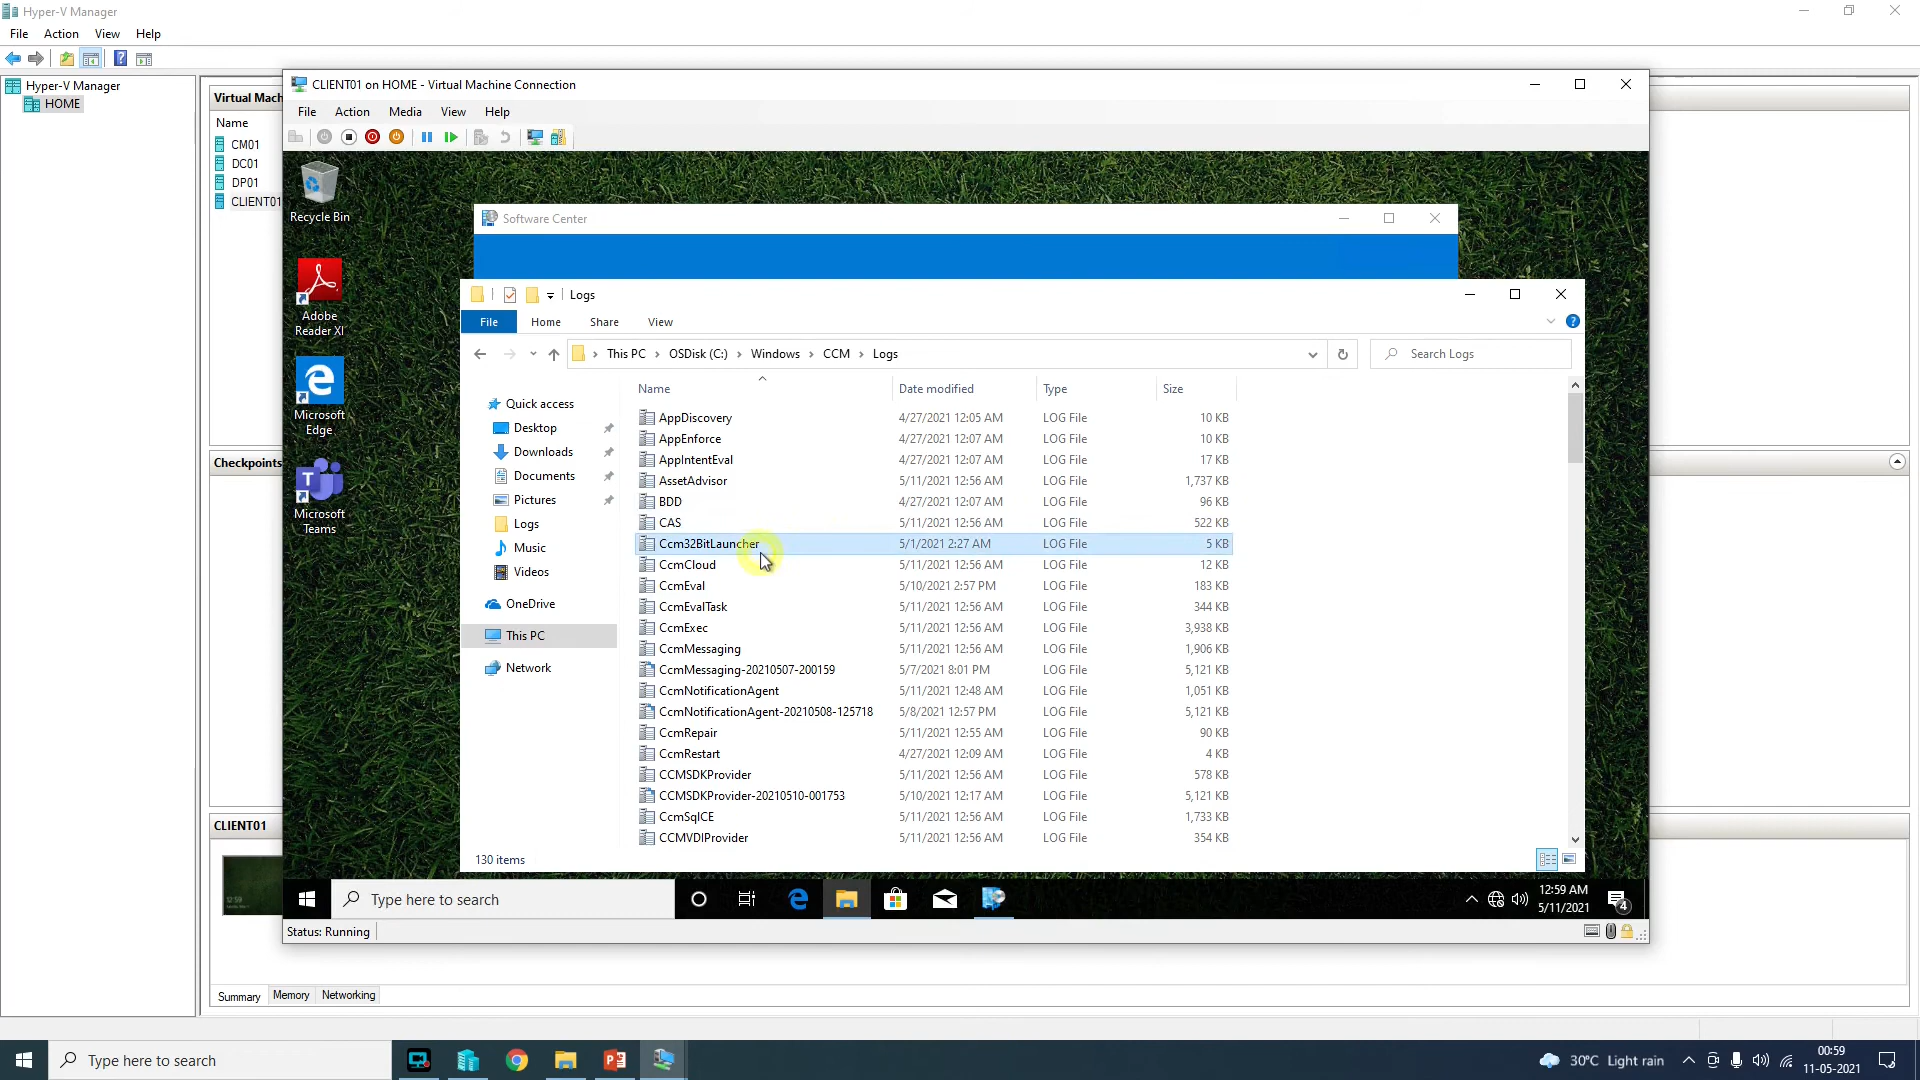 Hyper-V Manager
File Action View Help
Hyper-V Manager
HOME
Virtual Mach
Name
CM01
DC01
DP01
CLIENT01
Checkpoints
CLIENT01
Summary Memory Networking
CLIENT01 on HOME - Virtual Machine Connection
File Action Media View Help
Recycle Bin
Adobe
Reader XI
Microsoft
Edge
Microsoft
Teams
Software Center
Logs
File Home Share View
This PC OSDisk (C:) Windows CCM Logs
Search Logs
Quick access
Desktop
Downloads
Documents
Pictures
Logs
Music
Videos
OneDrive
This PC
Network
Name Date modified Type Size
AppDiscovery 4/27/2021 12:05 AM LOG File 10 KB
AppEnforce 4/27/2021 12:07 AM LOG File 10 KB
AppIntentEval 4/27/2021 12:07 AM LOG File 17 KB
AssetAdvisor 5/11/2021 12:56 AM LOG File 1,737 KB
BDD 4/27/2021 12:07 AM LOG File 96 KB
CAS 5/11/2021 12:56 AM LOG File 522 KB
Ccm32BitLauncher 5/1/2021 2:27 AM LOG File 5 KB
CcmCloud 5/11/2021 12:56 AM LOG File 12 KB
CcmEval 5/10/2021 2:57 PM LOG File 183 KB
CcmEvalTask 5/11/2021 12:56 AM LOG File 344 KB
CcmExec 5/11/2021 12:56 AM LOG File 3,938 KB
CcmMessaging 5/11/2021 12:56 AM LOG File 1,906 KB
CcmMessaging-20210507-200159 5/7/2021 8:01 PM LOG File 5,121 KB
CcmNotificationAgent 5/11/2021 12:48 AM LOG File 1,051 KB
CcmNotificationAgent-20210508-125718 5/8/2021 12:57 PM LOG File 5,121 KB
CcmRepair 5/11/2021 12:55 AM LOG File 90 KB
CcmRestart 4/27/2021 12:09 AM LOG File 4 KB
CCMSDKProvider 5/11/2021 12:56 AM LOG File 578 KB
CCMSDKProvider-20210510-001753 5/10/2021 12:17 AM LOG File 5,121 KB
CcmSqlCE 5/11/2021 12:56 AM LOG File 1,733 KB
CCMVDIProvider 5/11/2021 12:56 AM LOG File 354 KB
130 items
Type here to search
12:59 AM
5/11/2021
4
Status: Running
Type here to search
30°C Light rain
00:59
11-05-2021